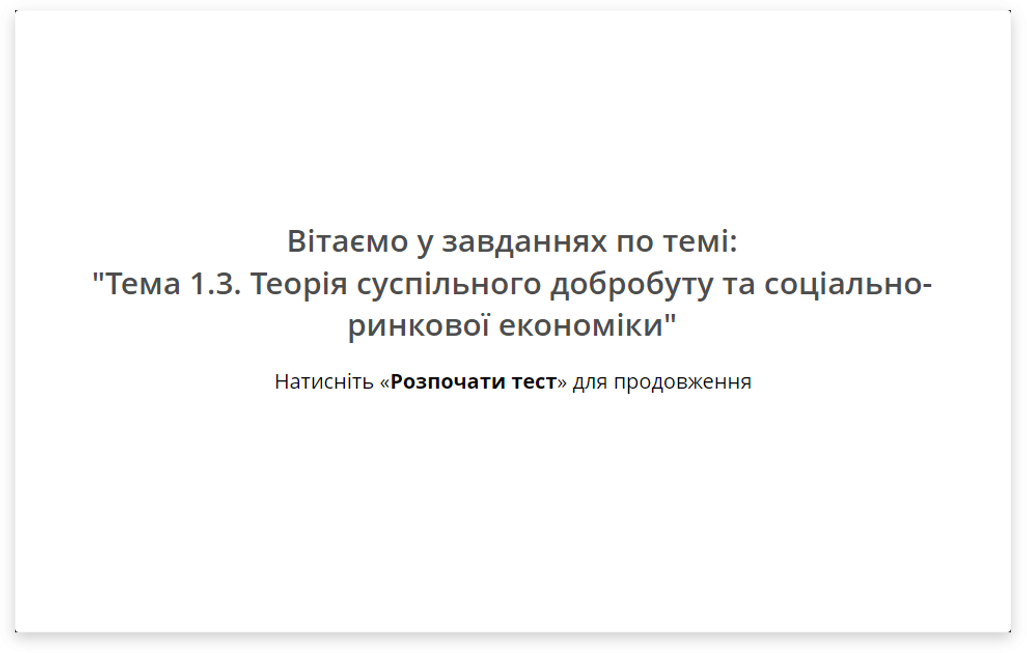 Вітаємо у завданнях по темі:
"Тема 1.3. Теорія суспільного добробуту та соціально-
ринкової економіки"
Натисніть «Розпочати тест» для продовження